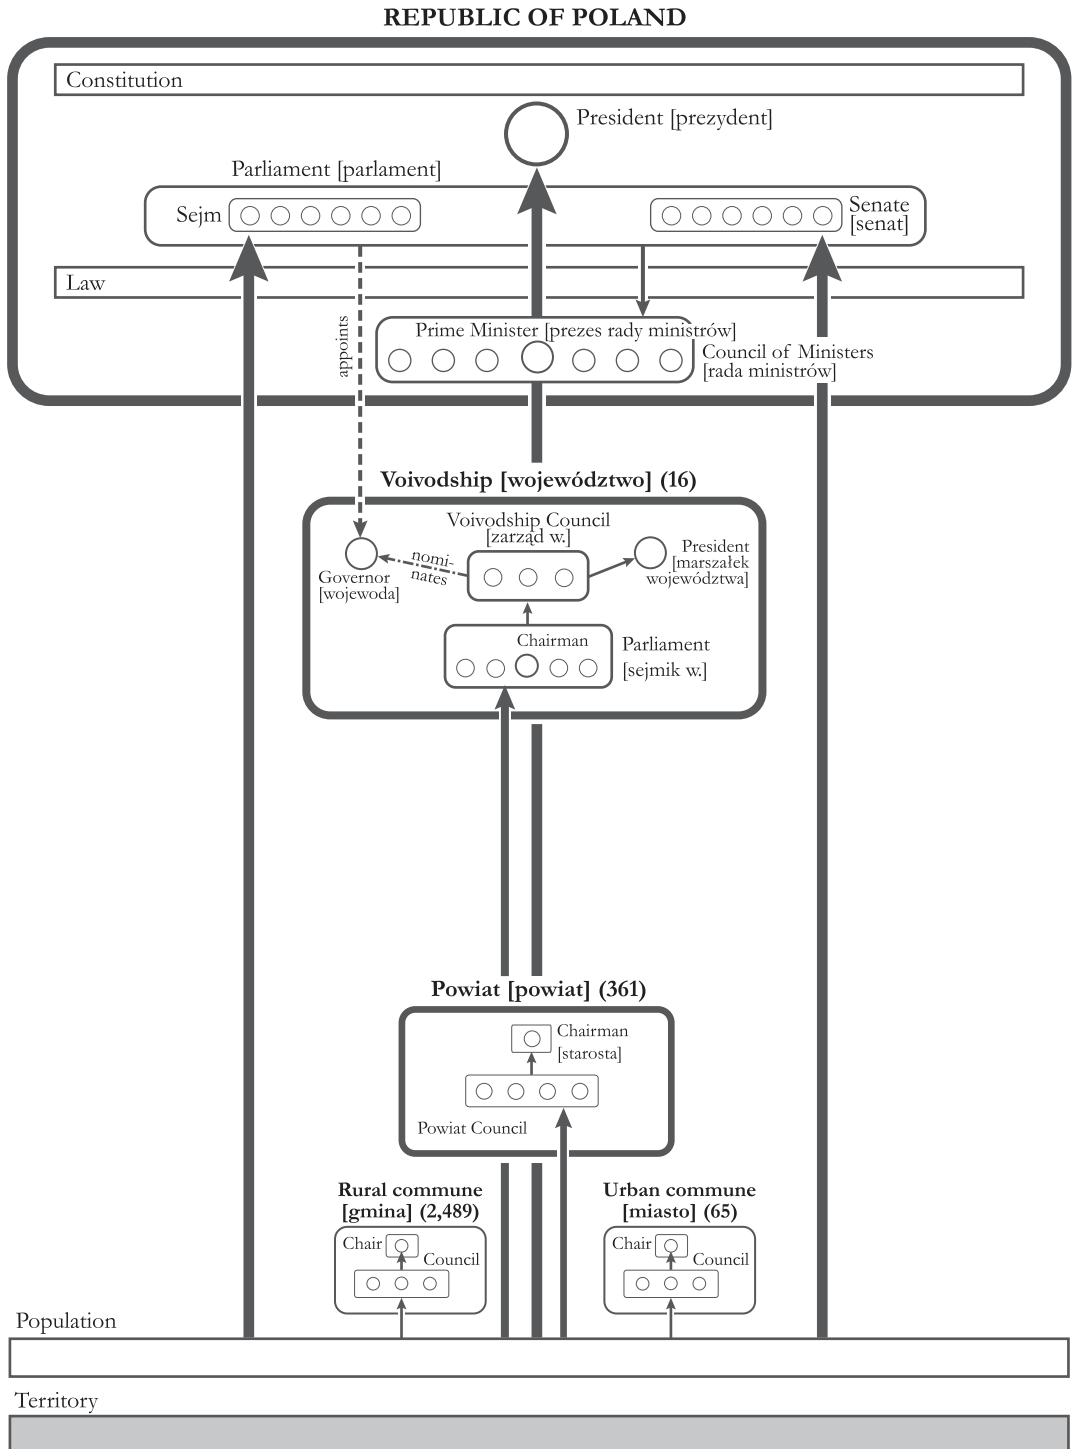 REPUBLIC OF POLAND
Constitution
President [prezydent]
Parliament [parlament]
Sejm
Senate
[senat]
Law
appoints
Prime Minister [prezes rady ministrów]
Council of Ministers
[rada ministrów]
Voivodship [województwo] (16)
Voivodship Council
[zarząd w.]
nomi-
nates
Governor
[wojewoda]
President
[marszałek
województwa]
Chairman
Parliament
[sejmik w.]
Powiat [powiat] (361)
Chairman
[starosta]
Powiat Council
Rural commune
[gmina] (2,489)
Chair
Council
Urban commune
[miasto] (65)
Chair
Council
Population
Territory